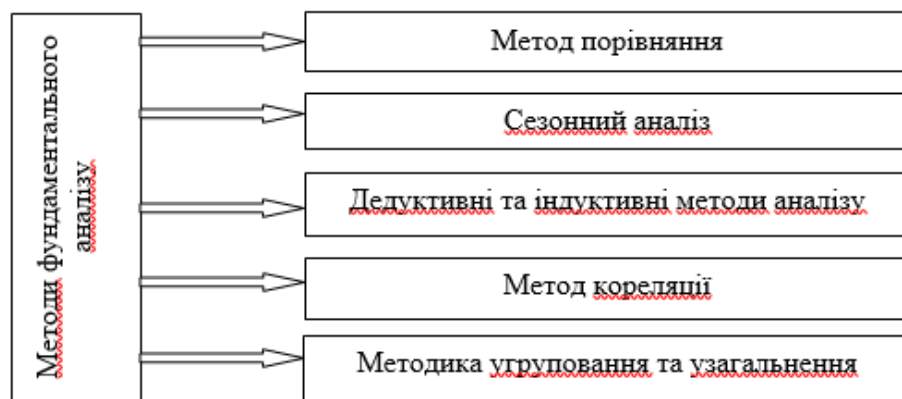 Методи фундаментального
аналізу
Метод порівняння
Сезонний аналіз
Дедуктивні та індуктивні методи аналізу
Метод кореляції
Методика угруповання та узагальнення